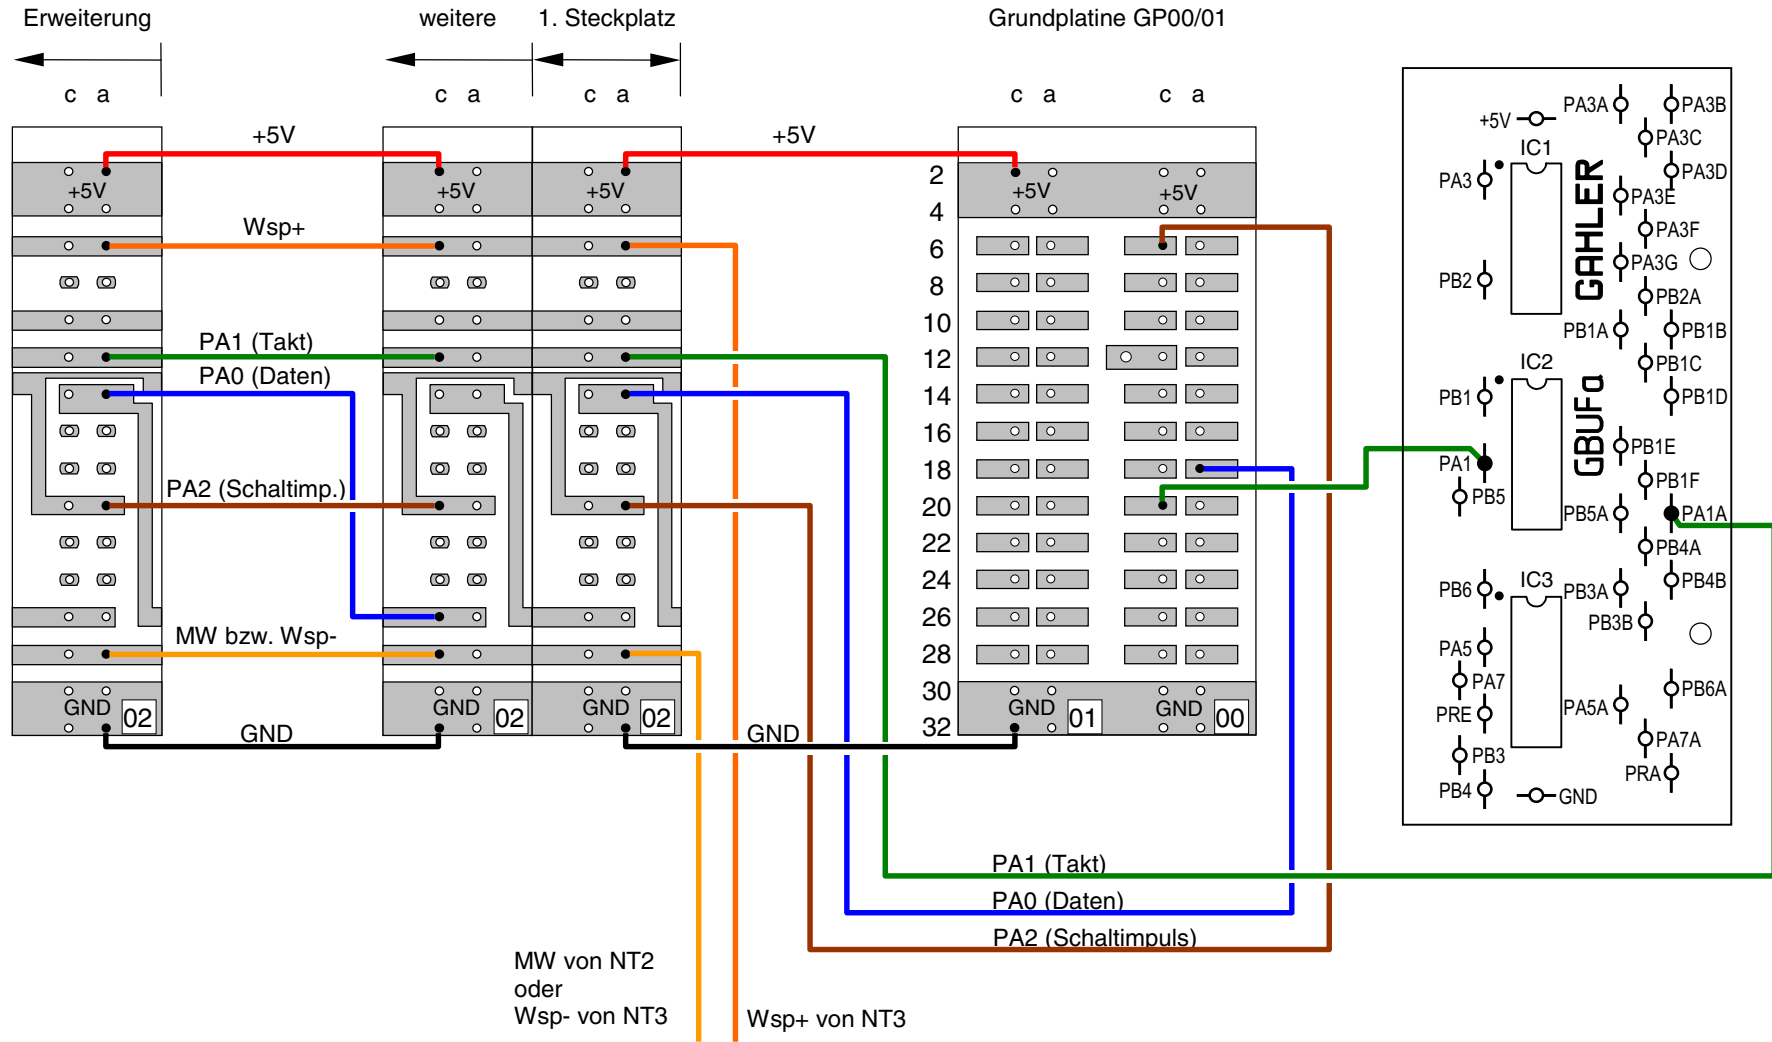 Erweiterung
weitere
1. Steckplatz
Grundplatine GP00/01
c a
c a
c a
c a
c a
+5V
+5V
+5V
+5V
+5V
+5V
+5V
Wsp+
PA1 (Takt)
PA0 (Daten)
PA2 (Schaltimp.)
MW bzw. Wsp-
GND
GND
GND
GND
GND
GND
GND
02
02
02
01
00
2
4
6
8
10
12
14
16
18
20
22
24
26
28
30
32
PA1 (Takt)
PA0 (Daten)
PA2 (Schaltimpuls)
MW von NT2
oder
Wsp- von NT3
Wsp+ von NT3
+5V
IC1
IC2
IC3
GAHLER
GBUFa
PA3
PB2
PB1
PA1
PB5
PB6
PA5
PA7
PRE
PB3
PB4
GND
PA3A
PA3B
PA3C
PA3D
PA3E
PA3F
PA3G
PB2A
PB1A
PB1B
PB1C
PB1D
PB1E
PB1F
PB5A
PA1A
PB4A
PB4B
PB3A
PB3B
PB6A
PA5A
PA7A
PRA